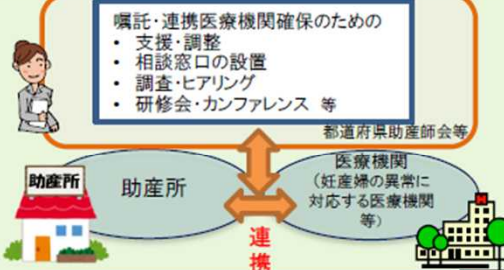 嘱託・連携医療機関確保のための
• 支援・調整
• 相談窓口の設置
• 調査・ヒアリング
• 研修会・カンファレンス 等
都道府県助産師会等
助産所
助産所
医療機関
（妊産婦の異常に
対応する医療機関
等）
連
携
H